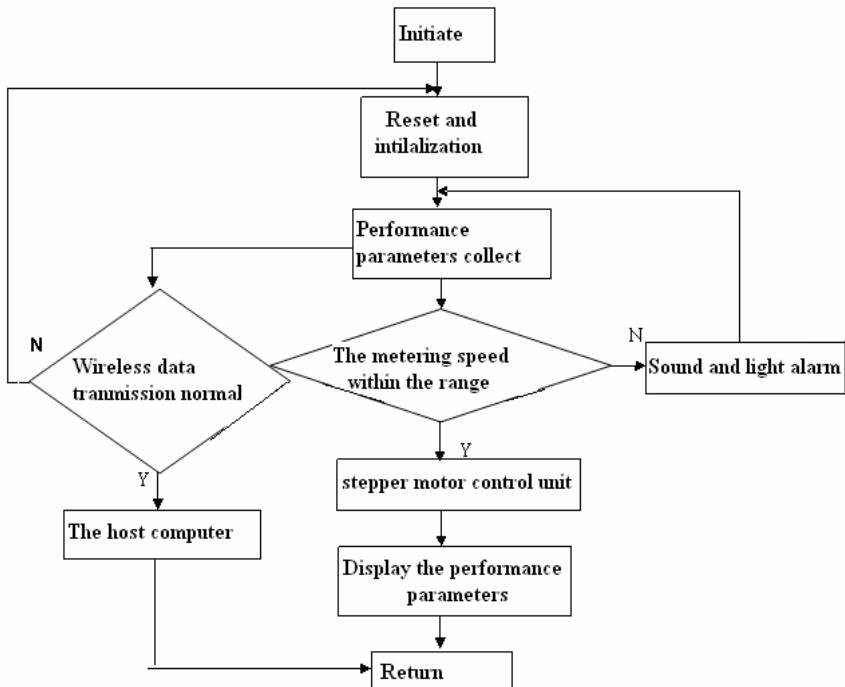 Initiate
Reset and
intilalization
Performance
parameters collect
N
Wireless data
tranmission normal
The metering speed
within the range
N
Sound and light alarm
Y
Y
stepper motor control unit
The host computer
Display the performance
parameters
Return